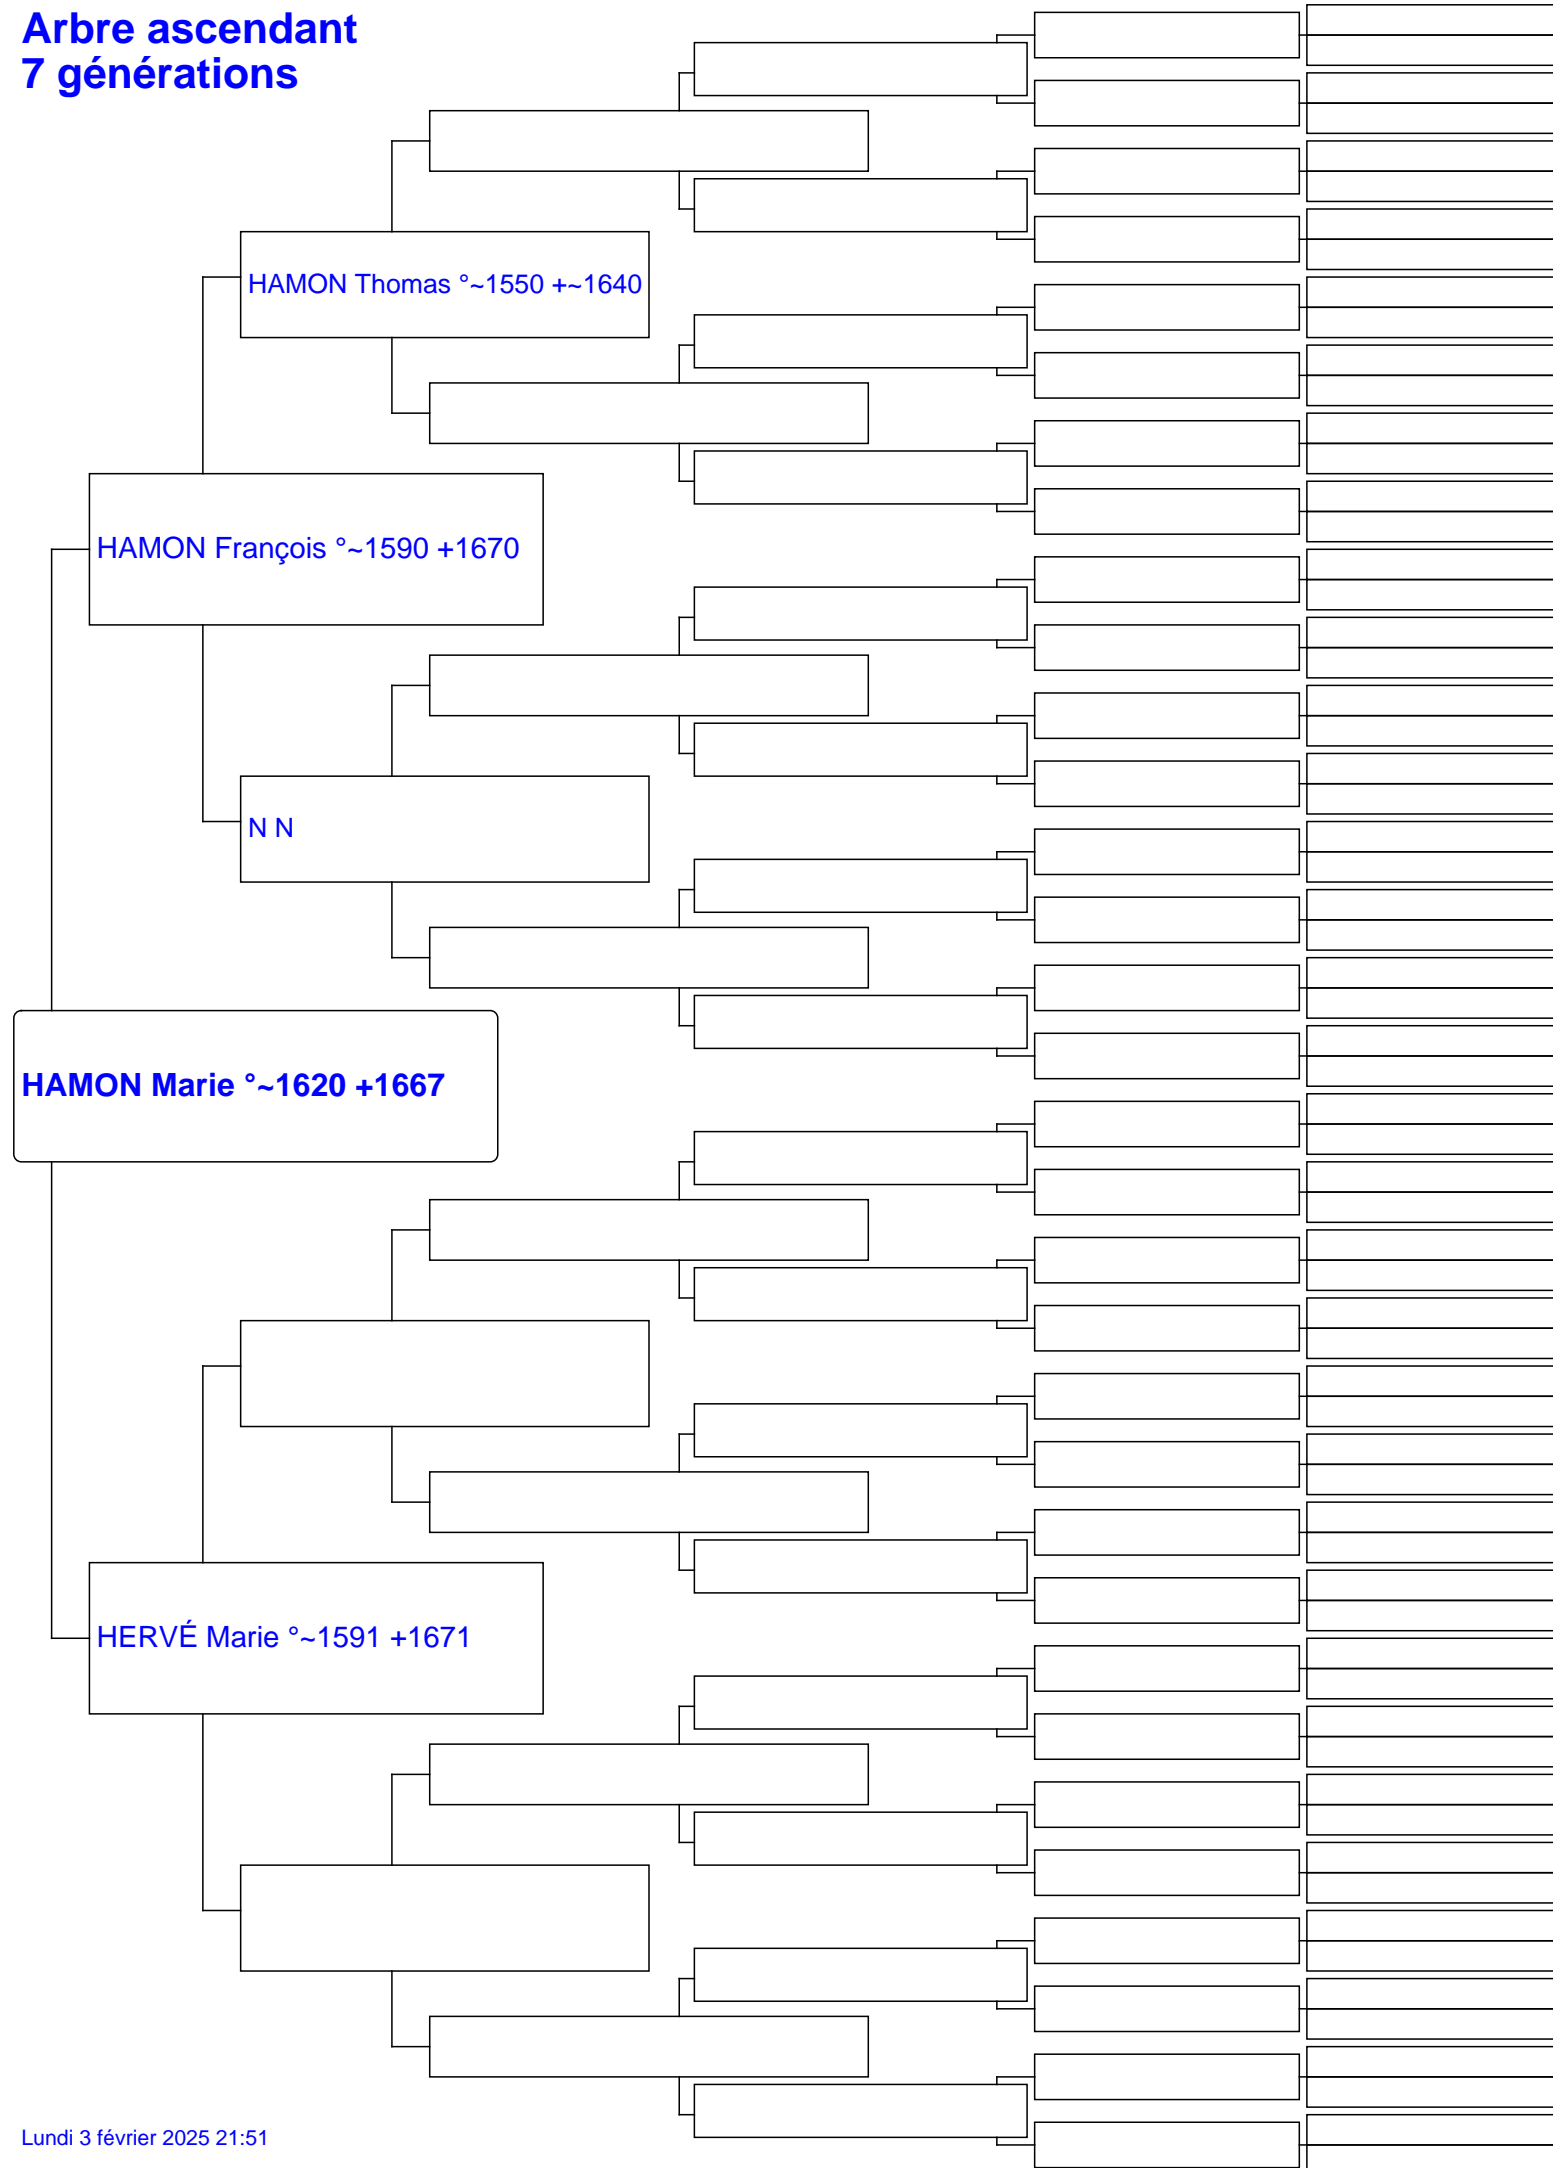 Arbre ascendant
7 générations
HAMON Thomas °~1550 +~1640
HAMON François °~1590 +1670
N N
HAMON Marie °~1620 +1667
HERVÉ Marie °~1591 +1671
Lundi 3 février 2025 21:51